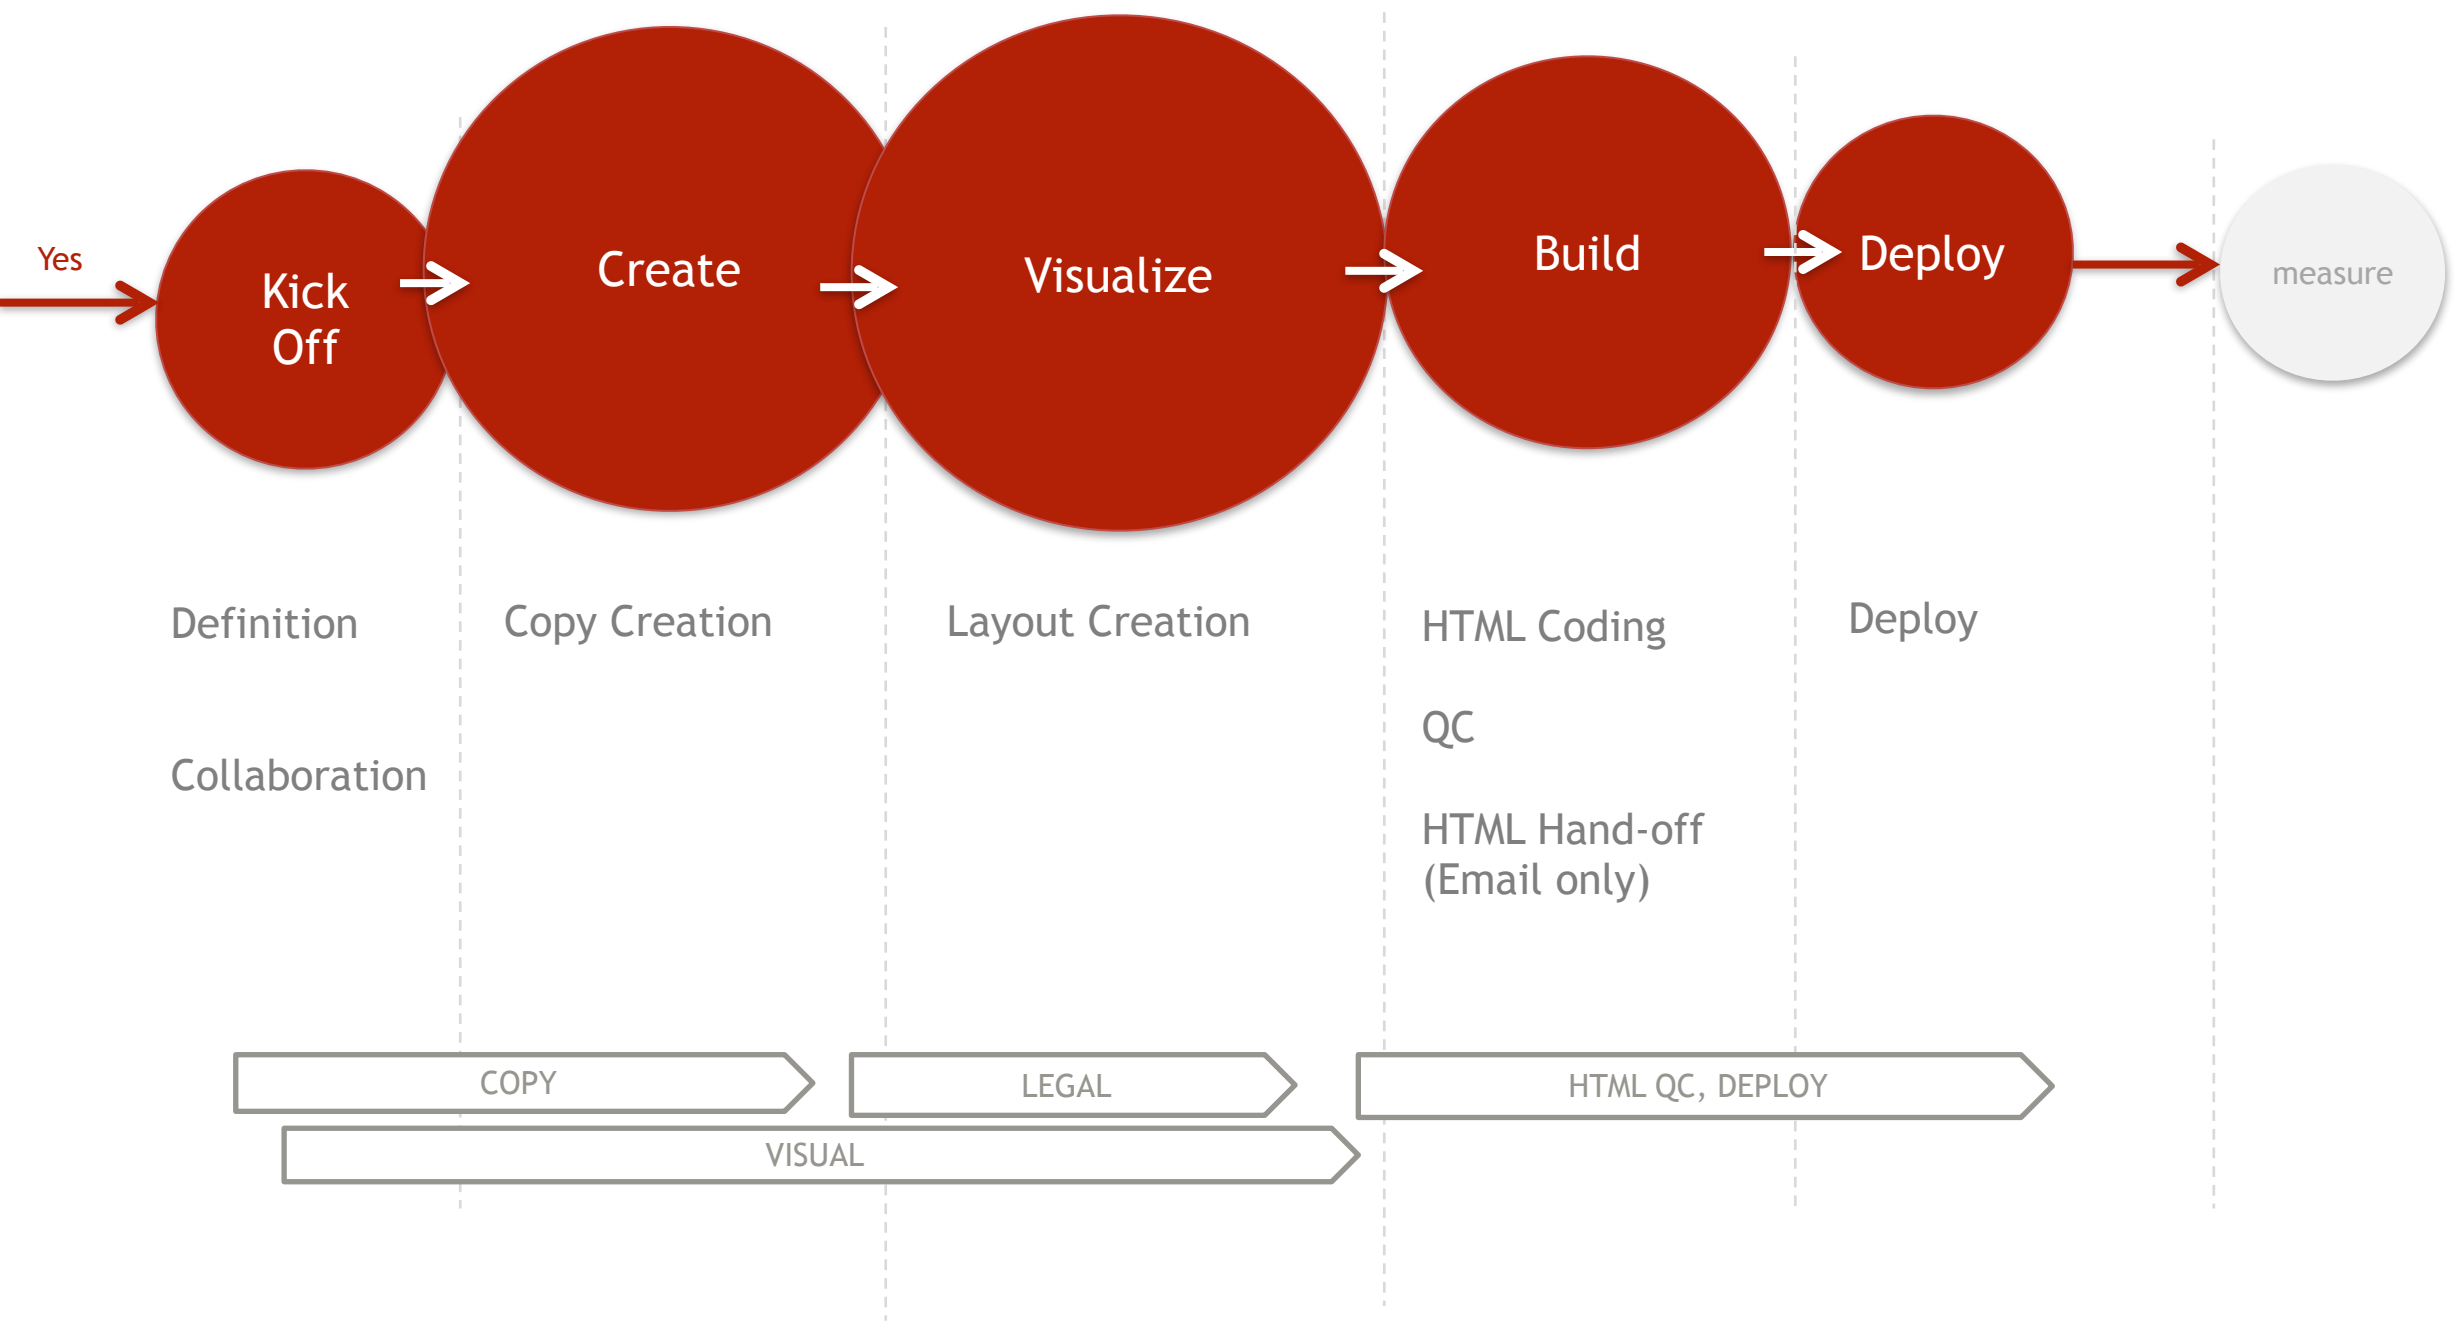 Yes
Kick
Off
Create
Visualize
Build
Deploy
measure
Definition
Collaboration
Copy Creation
Layout Creation
HTML Coding
QC
HTML Hand-off
(Email only)
Deploy
COPY
LEGAL
HTML QC, DEPLOY
VISUAL